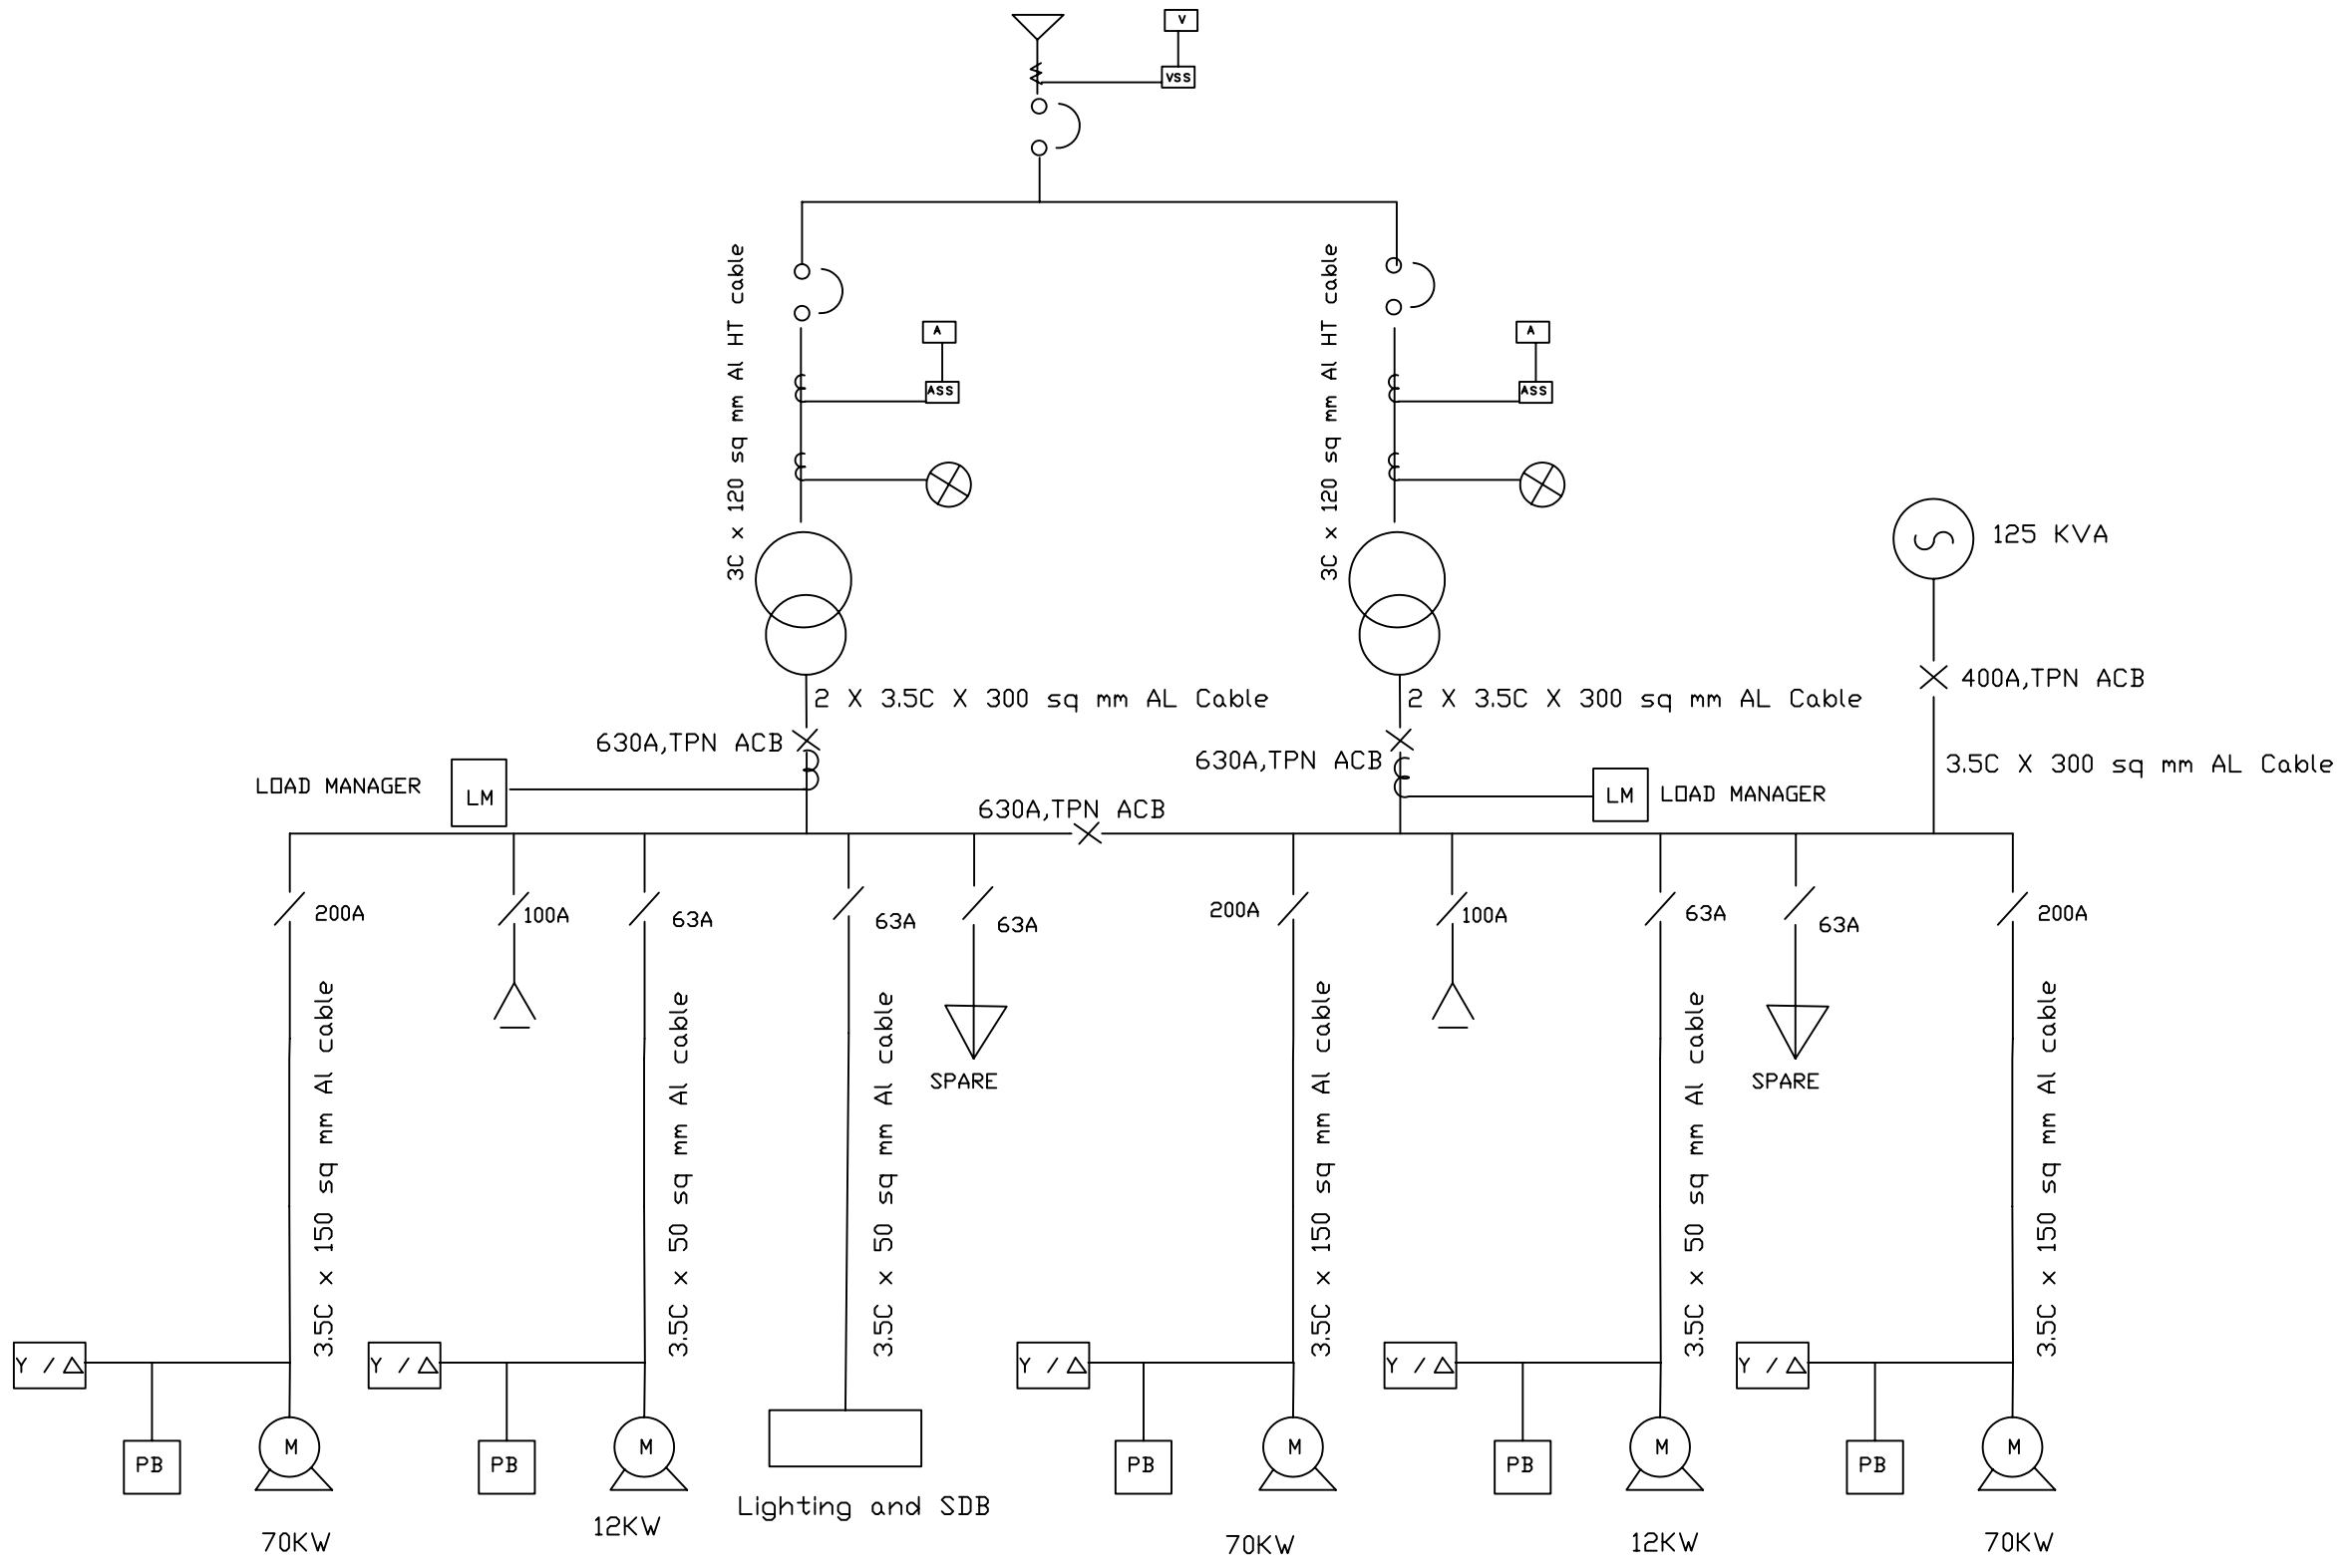 V
VSS
3C x 120 sq mm Al HT cable
3C x 120 sq mm Al HT cable
A
ASS
A
ASS
125 KVA
400A,TPN ACB
2 X 3.5C X 300 sq mm AL Cable
2 X 3.5C X 300 sq mm AL Cable
630A,TPN ACB
630A,TPN ACB
3.5C X 300 sq mm AL Cable
LOAD MANAGER
LM
LM
LOAD MANAGER
630A,TPN ACB
200A
100A
63A
63A
63A
200A
100A
63A
63A
200A
3.5C x 150 sq mm Al cable
3.5C x 50 sq mm Al cable
3.5C x 50 sq mm Al cable
SPARE
3.5C x 150 sq mm Al cable
3.5C x 50 sq mm Al cable
SPARE
3.5C x 150 sq mm Al cable
Y / △
Y / △
Y / △
Y / △
Y / △
PB
M
PB
M
PB
M
PB
M
PB
M
Lighting and SDB
70KW
12KW
70KW
12KW
70KW